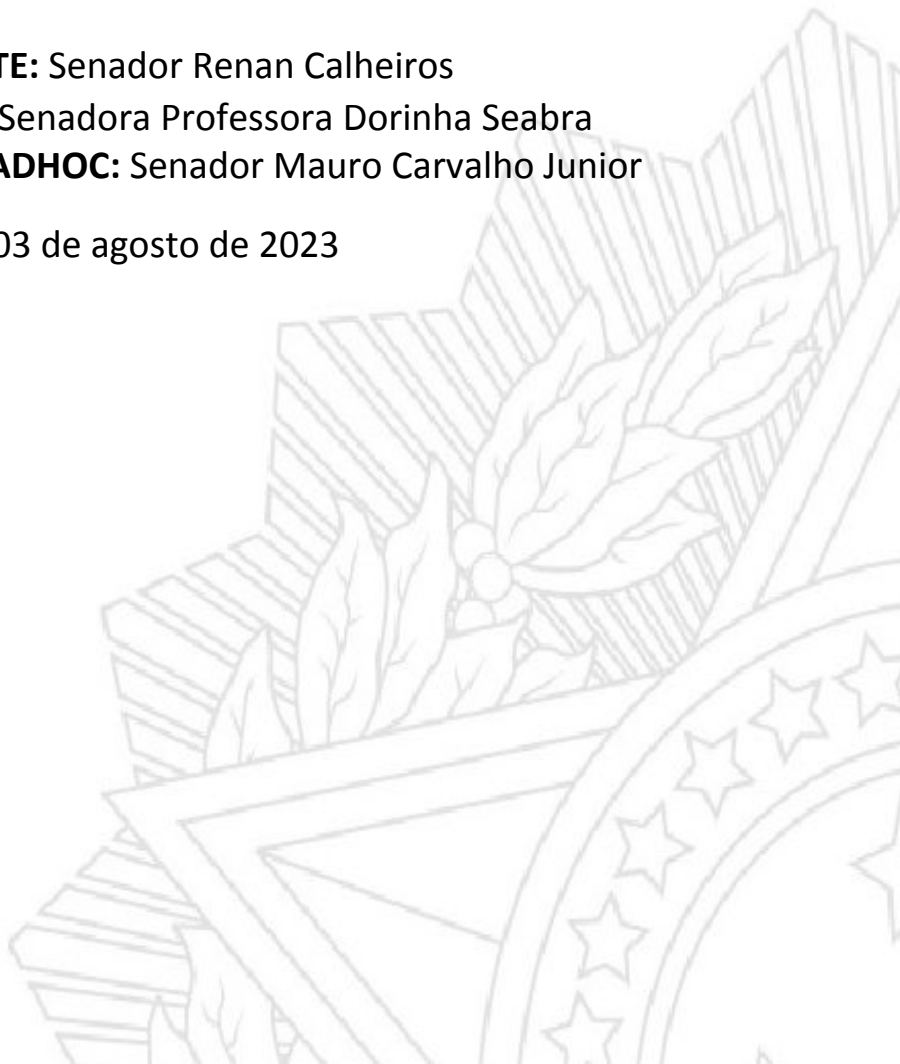 TE: Senador Renan Calheiros
Senadora Professora Dorinha Seabra
ADHOC: Senador Mauro Carvalho Junior
03 de agosto de 2023